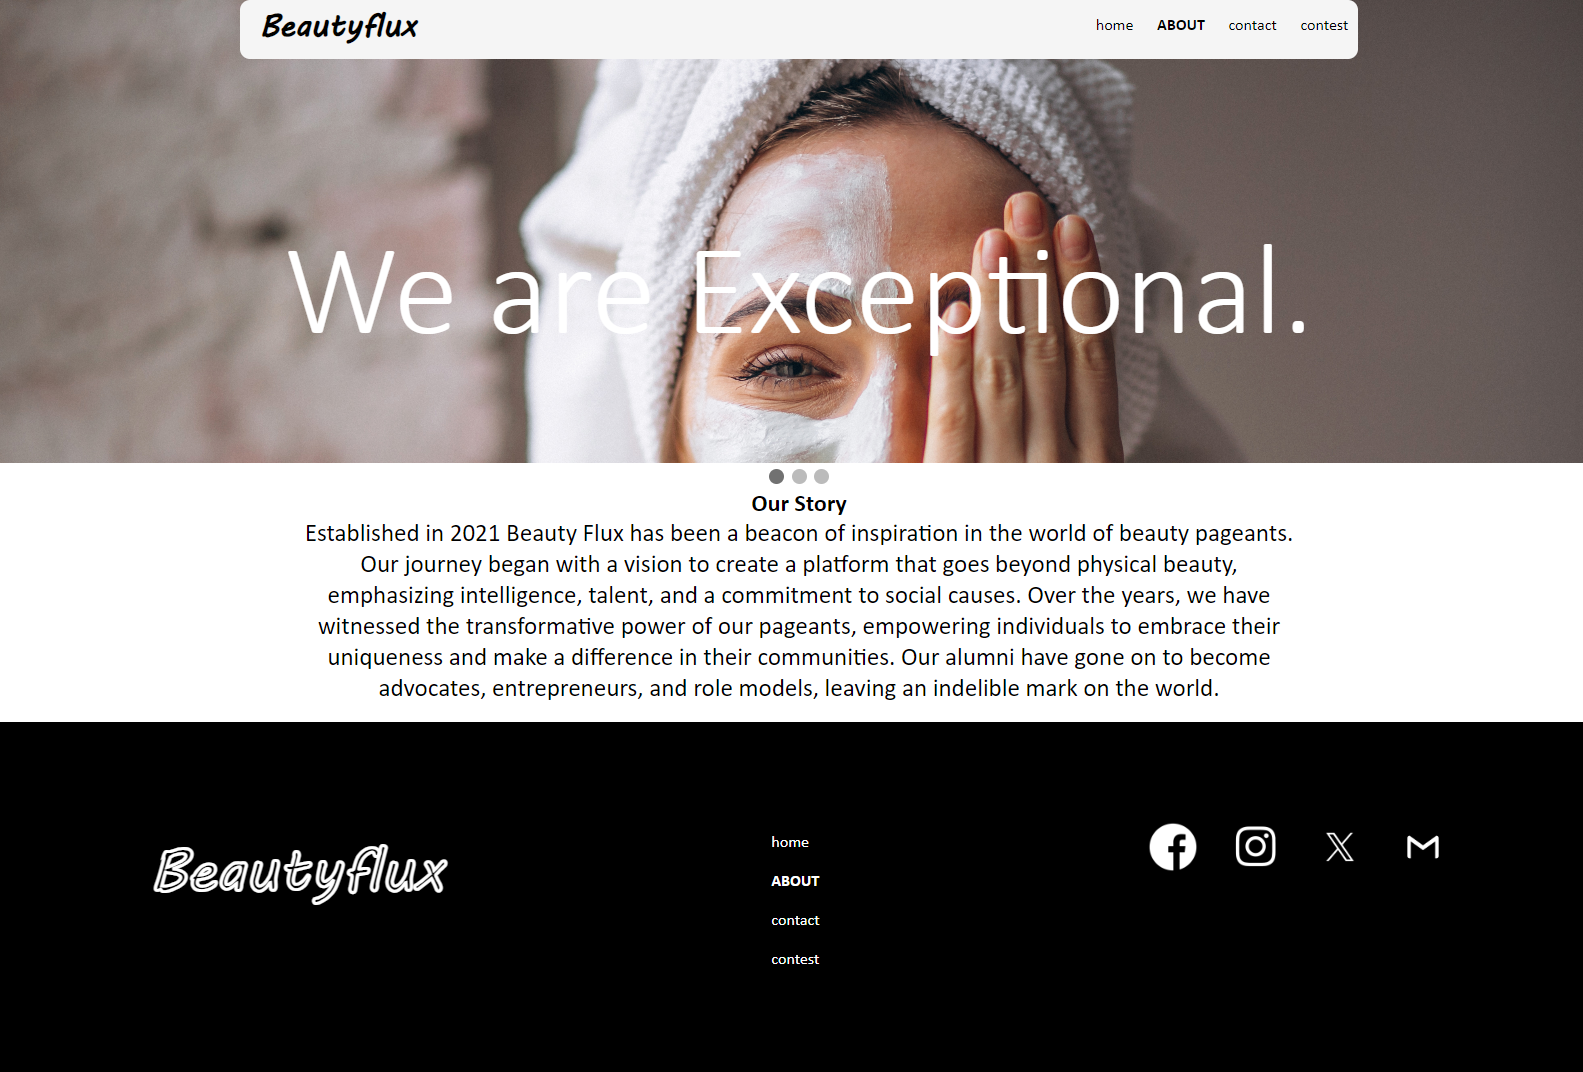 Beautyflux
home ABOUT contact contest
We are Exceptional.
Our Story
Established in 2021 Beauty Flux has been a beacon of inspiration in the world of beauty pageants.
Our journey began with a vision to create a platform that goes beyond physical beauty,
emphasizing intelligence, talent, and a commitment to social causes. Over the years, we have
witnessed the transformative power of our pageants, empowering individuals to embrace their
uniqueness and make a difference in their communities. Our alumni have gone on to become
advocates, entrepreneurs, and role models, leaving an indelible mark on the world.
Beautyflux
home
ABOUT
contact
contest